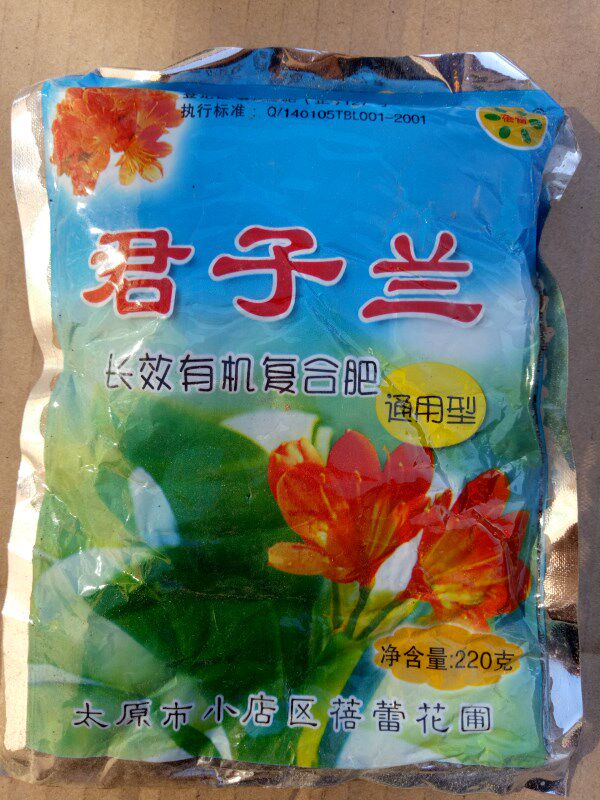 执行标准：Q/140105TBL001-2001
君子兰
长效有机复合肥
通用型
净含量:220克
太原市小店区蓓蕾花圃